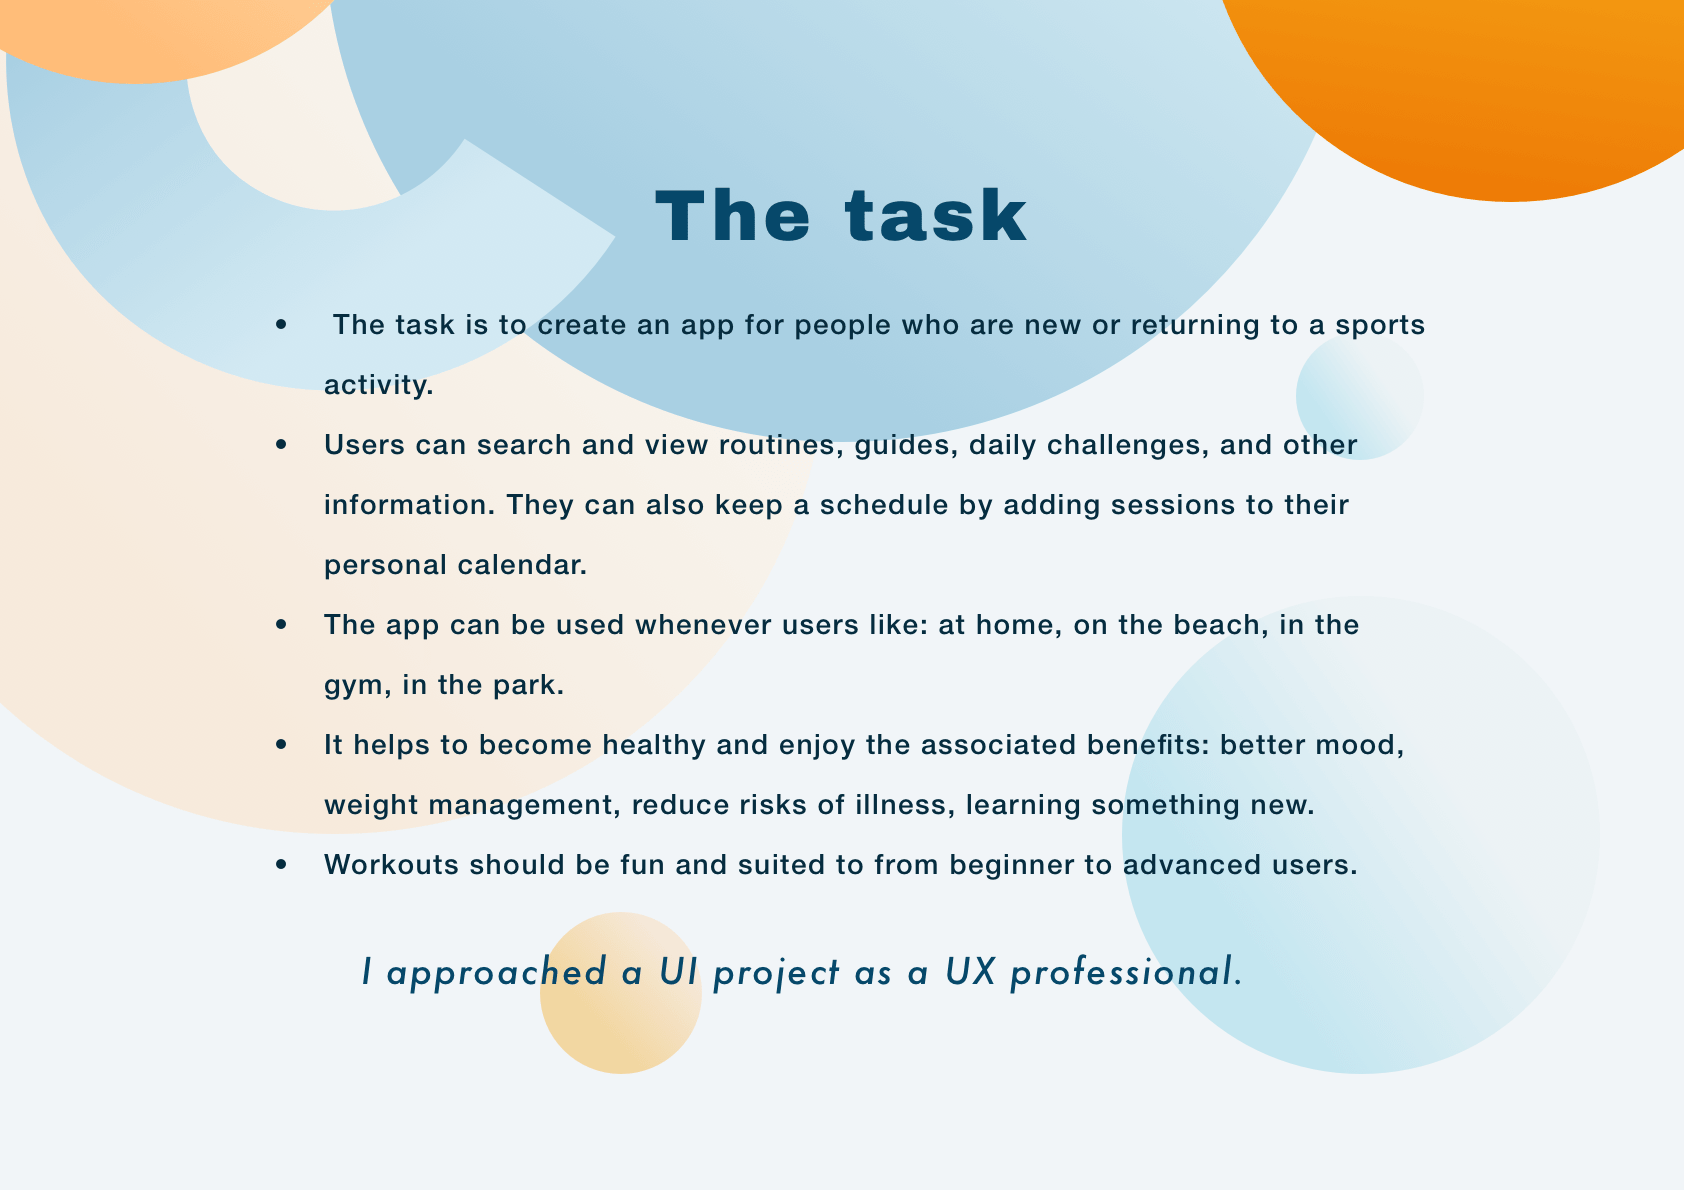 The task
• The task is to create an app for people who are new or returning to a sports
activity.
• Users can search and view routines, guides, daily challenges, and other
information. They can also keep a schedule by adding sessions to their
personal calendar.
• The app can be used whenever users like: at home, on the beach, in the
gym, in the park.
• It helps to become healthy and enjoy the associated benefits: better mood,
weight management, reduce risks of illness, learning something new.
• Workouts should be fun and suited to from beginner to advanced users.
I approached a UI project as a UX professional.